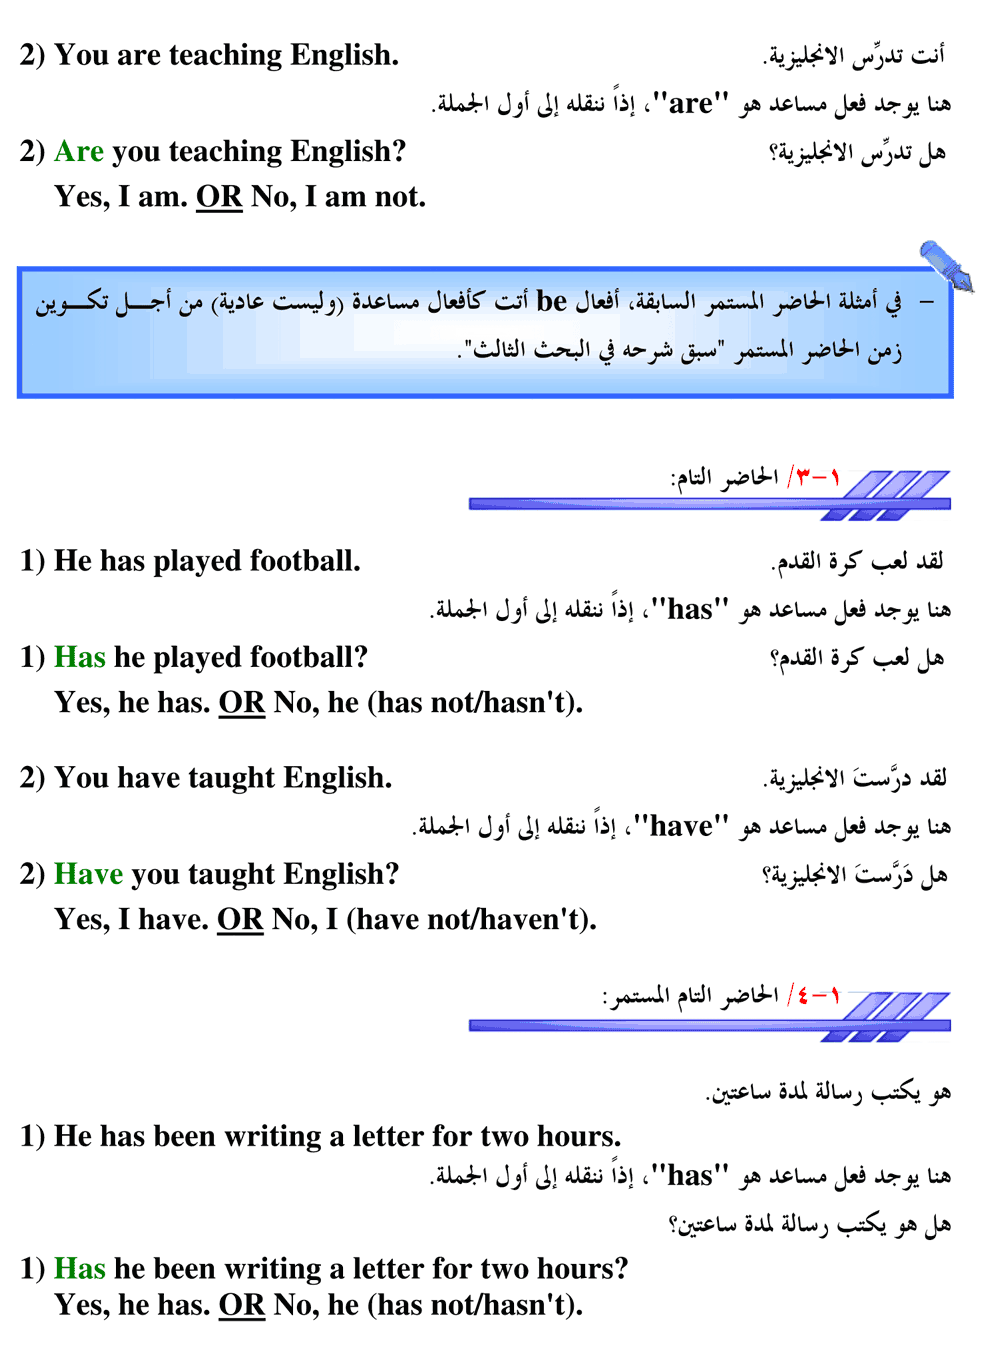 2) You are teaching English. أنت تدرِّس الانجليزية.
هنا يوجد فعل مساعد هو "are"، إذاً ننقله إلى أول الجملة.
2) Are you teaching English? هل تدرِّس الانجليزية؟
Yes, I am. OR No, I am not.
– في أمثلة الحاضر المستمر السابقة، أفعال be أتت كأفعال مساعدة (وليست عادية) من أجـــل تكـــوين
زمن الحاضر المستمر "سبق شرحه في البحث الثالث".
١-٣/ الحاضر التام:
1) He has played football. لقد لعب كرة القدم.
هنا يوجد فعل مساعد هو "has"، إذاً ننقله إلى أول الجملة.
1) Has he played football? هل لعب كرة القدم؟
Yes, he has. OR No, he (has not/hasn't).
2) You have taught English. لقد درَّستَ الانجليزية.
هنا يوجد فعل مساعد هو "have"، إذاً ننقله إلى أول الجملة.
2) Have you taught English? هل دَرَّستَ الانجليزية؟
Yes, I have. OR No, I (have not/haven't).
١-٤/ الحاضر التام المستمر:
هو يكتب رسالة لمدة ساعتين.
1) He has been writing a letter for two hours.
هنا يوجد فعل مساعد هو "has"، إذاً ننقله إلى أول الجملة.
هل هو يكتب رسالة لمدة ساعتين؟
1) Has he been writing a letter for two hours?
Yes, he has. OR No, he (has not/hasn't).